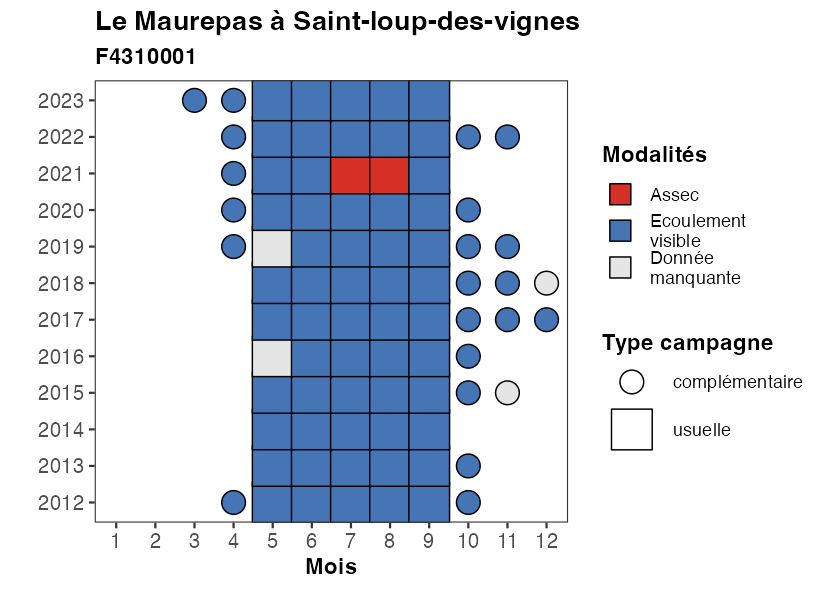 Le Maurepas à Saint-loup-des-vignes
F4310001
2023
2022
2021
2020
2019
2018
2017
2016
2015
2014
2013
2012
1 2 3 4 5 6 7 8 9 10 11 12
Mois
Modalités
Assec
Ecoulement
visible
Donnée
manquante
Type campagne
complémentaire
usuelle